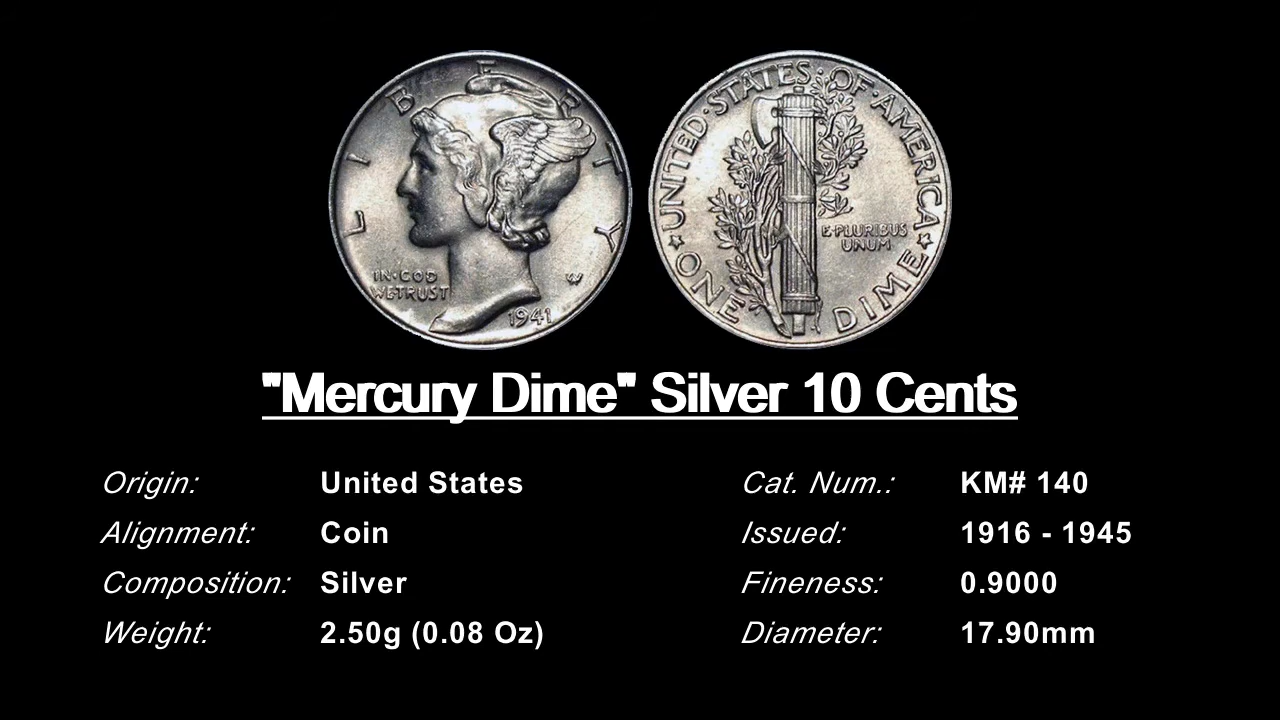 LIBERTY
IN·GOD
WE TRUST
1941
W
UNITED·STATES·OF·AMERICA
E·PLURIBUS
UNUM
ONE DIME
"Mercury Dime" Silver 10 Cents
Origin: United States
Alignment: Coin
Composition: Silver
Weight: 2.50g (0.08 Oz)
Cat. Num.: KM# 140
Issued: 1916 - 1945
Fineness: 0.9000
Diameter: 17.90mm